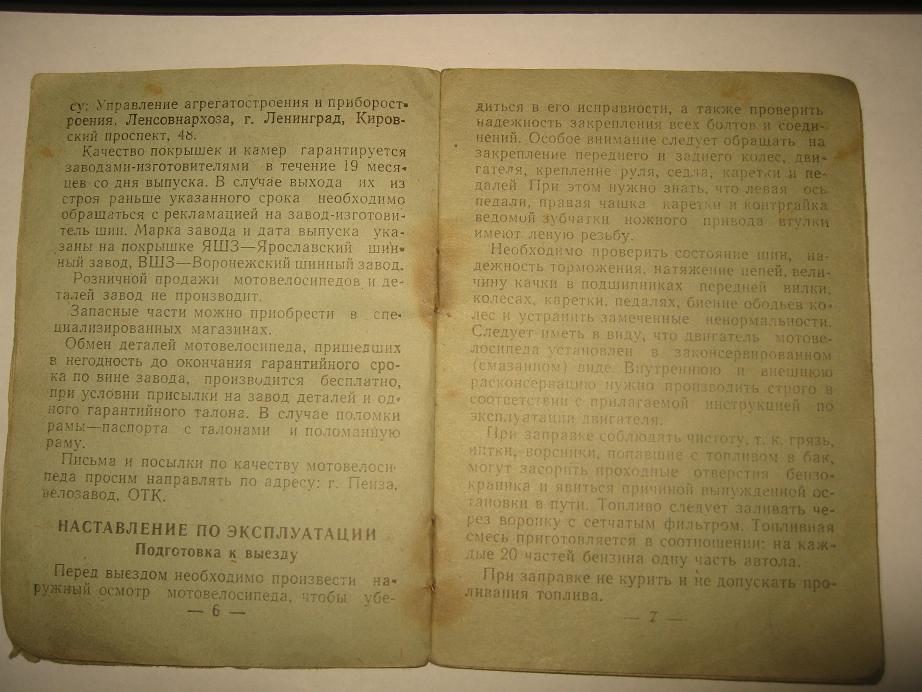 су: Управление агрегатостроения и приборост-
роения, Ленсовнархоза, г. Ленинград, Киров-
ский проспект, 48.
Качество покрышек и камер гарантируется
заводами-изготовителями в течение 19 меся-
цев со дня выпуска. В случае выхода их из
строя раньше указанного срока необходимо
обращаться с рекламацией на завод-изготови-
тель шин. Марка завода и дата выпуска ука-
заны на покрышке ЯШЗ—Ярославский шин-
ный завод, ВШЗ—Воронежский шинный завод.
Розничной продажи мотовелосипедов и де-
талей завод не производит.
Запасные части можно приобрести в спе-
циализированных магазинах.
Обмен деталей мотовелосипеда, пришедших
в негодность до окончания гарантийного сро-
ка по вине завода, производится бесплатно,
при условии присылки на завод деталей и од-
ного гарантийного талона. В случае поломки
рамы—паспорта с талонами и поломанную
раму.
Письма и посылки по качеству мотовелоси-
педа просим направлять по адресу: г. Пенза,
велозавод, ОТК.
НАСТАВЛЕНИЕ ПО ЭКСПЛУАТАЦИИ
Подготовка к выезду
Перед выездом необходимо произвести на-
ружный осмотр мотовелосипеда, чтобы убе-
— 6 —
диться в его исправности, а также проверить
надежность закрепления всех болтов и соеди-
нений. Особое внимание следует обращать на
закрепление переднего и заднего колес, дви-
гателя, крепление руля, седла, каретки и пе-
далей При этом нужно знать, что левая ось
педали, правая чашка каретки и контргайка
ведомой зубчатки ножного привода втулки
имеют левую резьбу.
Необходимо проверить состояние шин, на-
дежность торможения, натяжение цепей, вели-
чину качки в подшипниках передней вилки,
колесах, каретки, педалях, биение ободьев ко-
лес и устранить замеченные ненормальности.
Следует иметь в виду, что двигатель мотове-
лосипеда установлен в законсервированном
(смазанном) виде. Внутреннюю и внешнюю
расконсервацию нужно производить строго в
соответствии с прилагаемой инструкцией по
эксплуатации двигателя.
При заправке соблюдать чистоту, т. к. грязь,
нитки, ворсинки, попавшие с топливом в бак,
могут засорить проходные отверстия бензо-
краника и явиться причиной вынужденной ос-
тановки в пути. Топливо следует заливать че-
рез воронку с сетчатым фильтром. Топливная
смесь приготовляется в соотношении: на каж-
дые 20 частей бензина одну часть автола.
При заправке не курить и не допускать про-
ливания топлива.
— 7 —